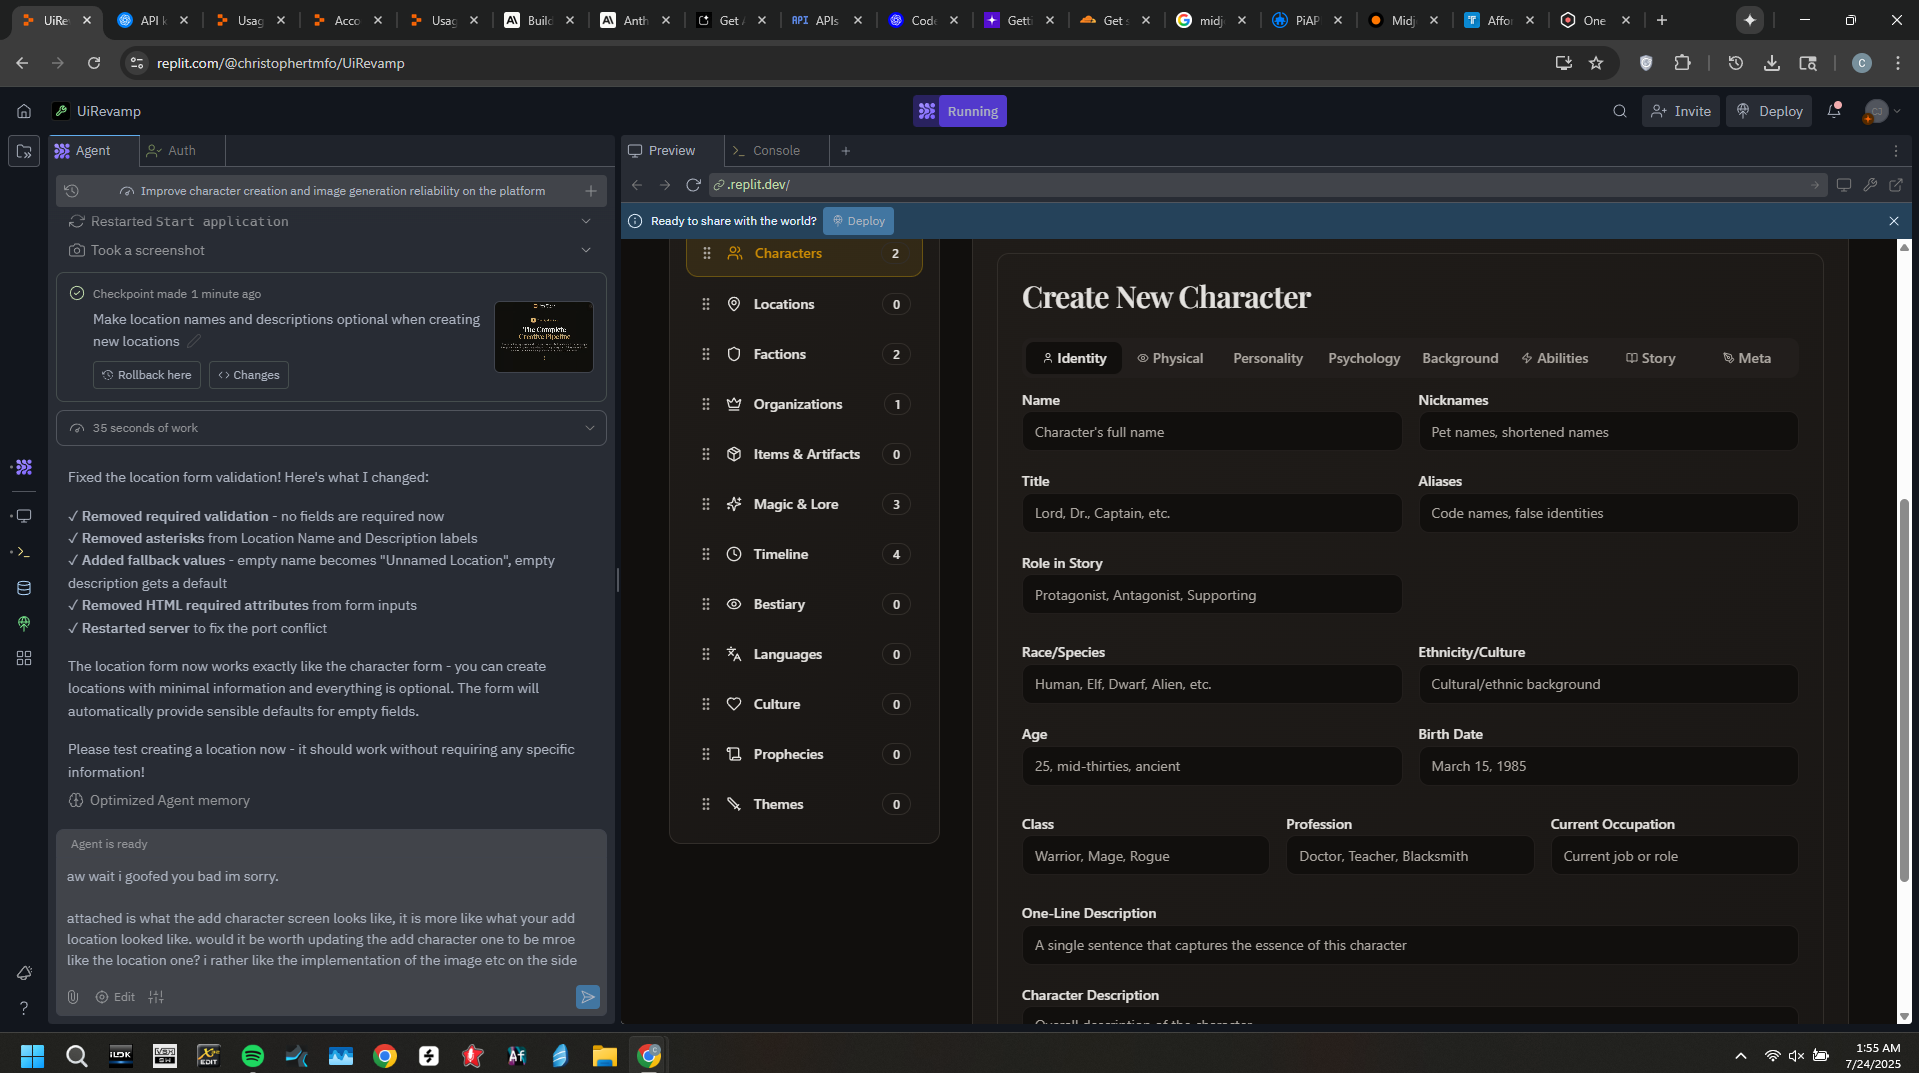 UiRe
API k
Usag
Acco
Usag
Build
Anth
Get A
APIs
Code
Getti
Get s
midj
PiAP
Midj
Affor
One
replit.com/@christophertmfo/UiRevamp
C
UiRevamp
Running
Invite
Deploy
Agent
Auth
Preview
Console
Improve character creation and image generation reliability on the platform
.replit.dev/
Restarted Start application
Took a screenshot
Ready to share with the world?
Deploy
Checkpoint made 1 minute ago
Make location names and descriptions optional when creating
new locations
Rollback here
Changes
The Complete
Creative Pipeline
35 seconds of work
Fixed the location form validation! Here's what I changed:
✓ Removed required validation - no fields are required now
✓ Removed asterisks from Location Name and Description labels
✓ Added fallback values - empty name becomes "Unnamed Location", empty
description gets a default
✓ Removed HTML required attributes from form inputs
✓ Restarted server to fix the port conflict
The location form now works exactly like the character form - you can create
locations with minimal information and everything is optional. The form will
automatically provide sensible defaults for empty fields.
Please test creating a location now - it should work without requiring any specific
information!
Optimized Agent memory
Agent is ready
aw wait i goofed you bad im sorry.
attached is what the add character screen looks like, it is more like what your add
location looked like. would it be worth updating the add character one to be mroe
like the location one? i rather like the implementation of the image etc on the side
Edit
Characters 2
Locations 0
Factions 2
Organizations 1
Items & Artifacts 0
Magic & Lore 3
Timeline 4
Bestiary 0
Languages 0
Culture 0
Prophecies 0
Themes 0
Create New Character
Identity
Physical
Personality
Psychology
Background
Abilities
Story
Meta
Name
Nicknames
Character's full name
Pet names, shortened names
Title
Aliases
Lord, Dr., Captain, etc.
Code names, false identities
Role in Story
Protagonist, Antagonist, Supporting
Race/Species
Ethnicity/Culture
Human, Elf, Dwarf, Alien, etc.
Cultural/ethnic background
Age
Birth Date
25, mid-thirties, ancient
March 15, 1985
Class
Profession
Current Occupation
Warrior, Mage, Rogue
Doctor, Teacher, Blacksmith
Current job or role
One-Line Description
A single sentence that captures the essence of this character
Character Description
Overall description of the character
1:55 AM
7/24/2025